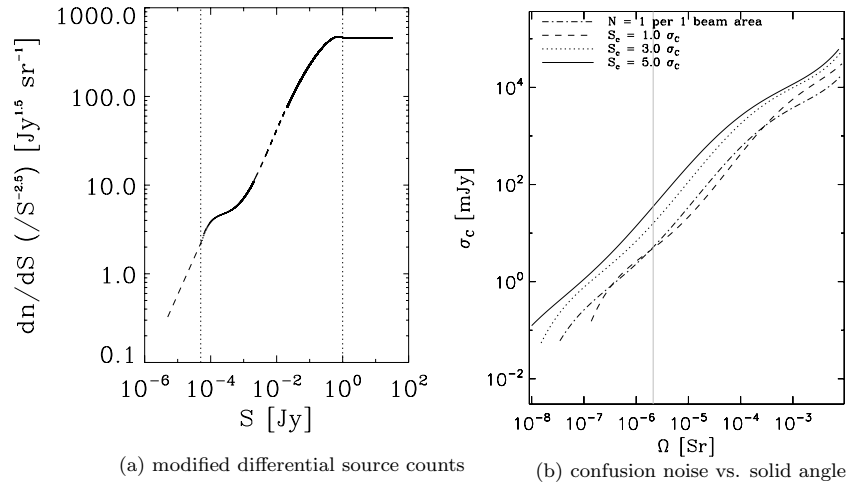 dn/dS (/S^-2.5) [Jy^1.5 sr^-1]
1000.0
100.0
10.0
1.0
0.1
10^-6 10^-4 10^-2 10^0 10^2
S [Jy]
(a) modified differential source counts
N = 1 per 1 beam area
S_c = 1.0 σ_C
S_c = 3.0 σ_C
S_c = 5.0 σ_C
σ_C [mJy]
10^4
10^2
10^0
10^-2
10^-8 10^-7 10^-6 10^-5 10^-4 10^-3
Ω [Sr]
(b) confusion noise vs. solid angle